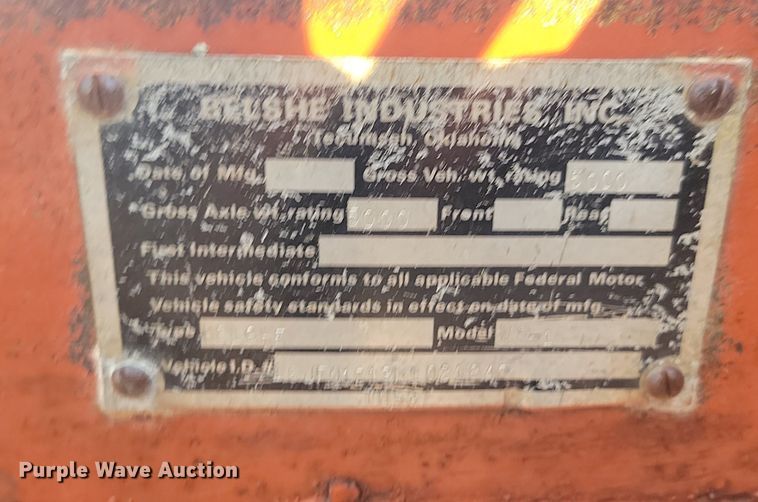 BELSHE INDUSTRIES, INC.
Tecumseh, Oklahoma
Date of Mfg. Gross Veh. wt. rating 5000
Gross Axle wt. rating 5000 Front Rear
First Intermediate
This vehicle conforms to all applicable Federal Motor
Vehicle safety standards in effect on date of mfg.
Type Model
Vehicle I.D. #
Purple Wave Auction